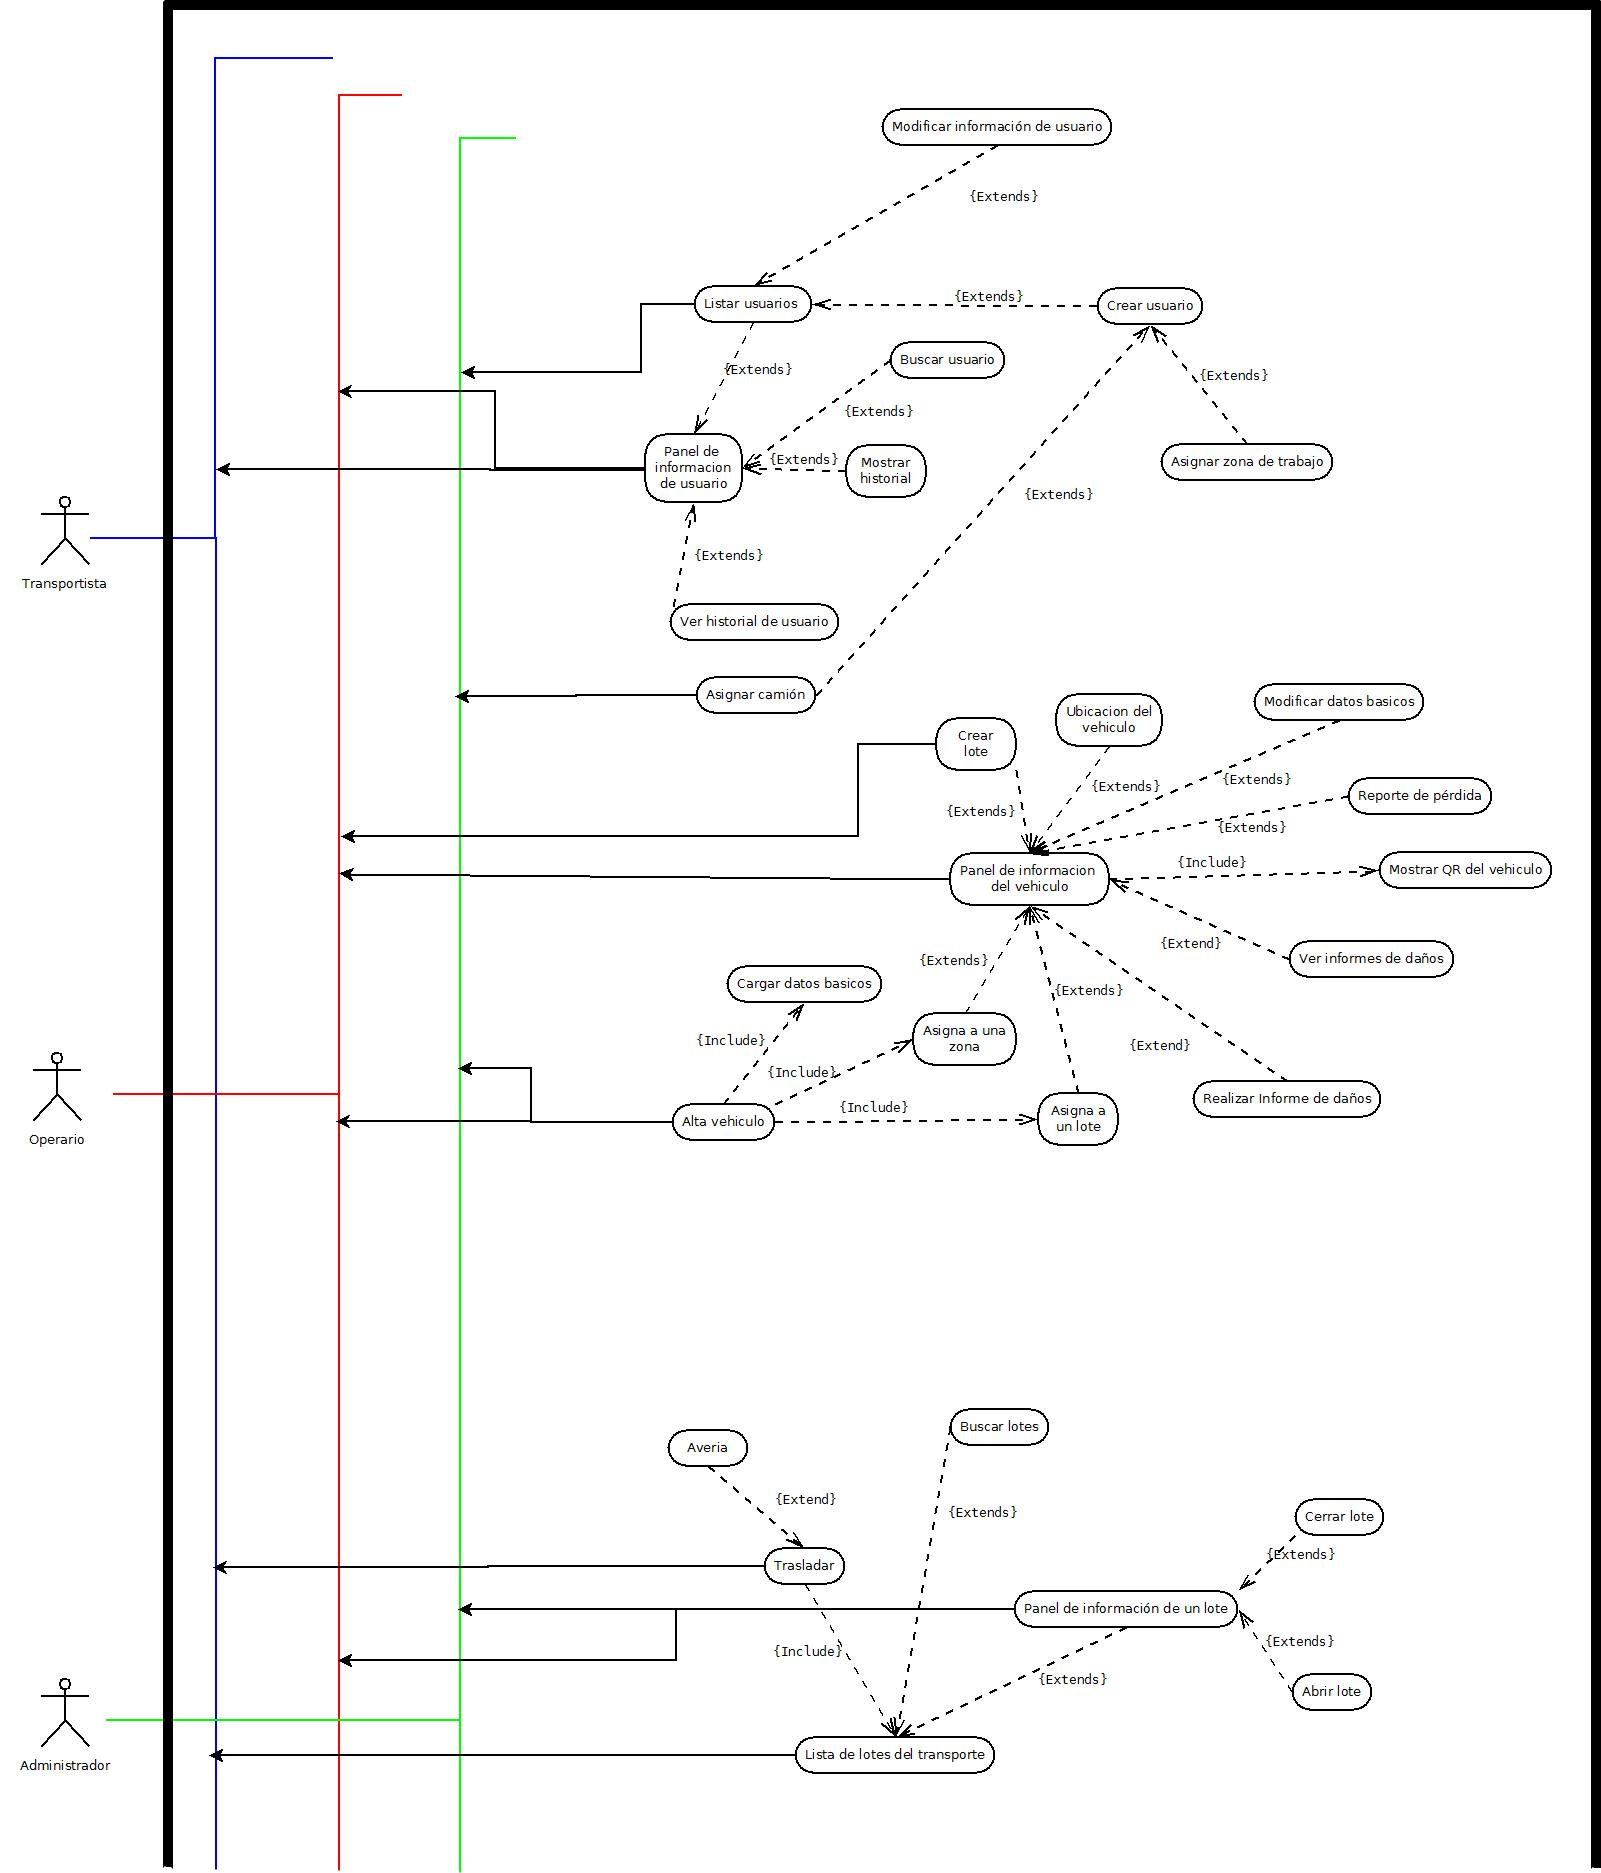 Modificar información de usuario
{Extends}
Listar usuarios
{Extends}
Crear usuario
{Extends}
Buscar usuario
{Extends}
{Extends}
Panel de
informacion
de usuario
{Extends}
Mostrar
historial
Asignar zona de trabajo
{Extends}
{Extends}
Transportista
Ver historial de usuario
Asignar camión
Crear
lote
Ubicacion del
vehiculo
Modificar datos basicos
{Extends}
{Extends}
{Extends}
Reporte de pérdida
{Extends}
Panel de informacion
del vehiculo
{Include}
Mostrar QR del vehiculo
{Extend}
Ver informes de daños
{Extends}
Cargar datos basicos
{Extends}
{Include}
Asigna a una
zona
{Extend}
{Include}
Operario
Alta vehiculo
{Include}
Asigna a
un lote
Realizar Informe de daños
Buscar lotes
Averia
{Extend}
{Extends}
Cerrar lote
{Extends}
Trasladar
Panel de información de un lote
{Include}
{Extends}
{Extends}
Abrir lote
Administrador
Lista de lotes del transporte